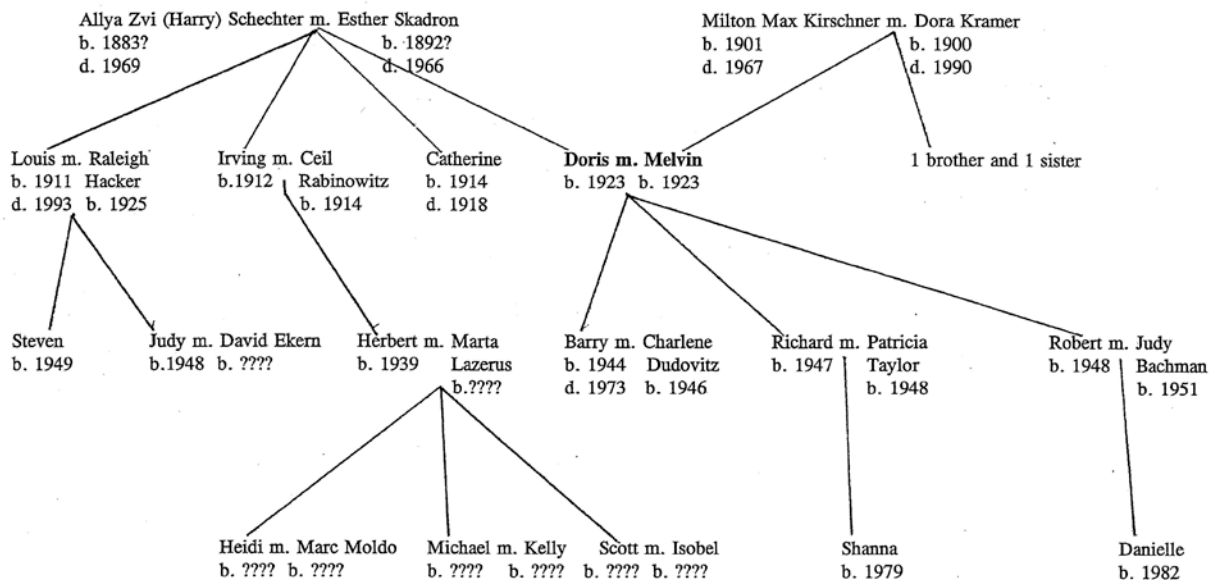 Allya Zvi (Harry) Schechter m. Esther Skadron
b. 1883? b. 1892?
d. 1969 d. 1966
Milton Max Kirschner m. Dora Kramer
b. 1901 b. 1900
d. 1967 d. 1990
Louis m. Raleigh
b. 1911 Hacker
d. 1993 b. 1925
Irving m. Ceil
b.1912 Rabinowitz
b. 1914
Catherine
b. 1914
d. 1918
Doris m. Melvin
b. 1923 b. 1923
1 brother and 1 sister
Steven
b. 1949
Judy m. David Ekern
b.1948 b. ????
Herbert m. Marta
b. 1939 Lazerus
b.????
Barry m. Charlene
b. 1944 Dudovitz
d. 1973 b. 1946
Richard m. Patricia
b. 1947 Taylor
b. 1948
Robert m. Judy
b. 1948 Bachman
b. 1951
Heidi m. Marc Moldo
b. ???? b. ????
Michael m. Kelly
b. ???? b. ????
Scott m. Isobel
b. ???? b. ????
Shanna
b. 1979
Danielle
b. 1982